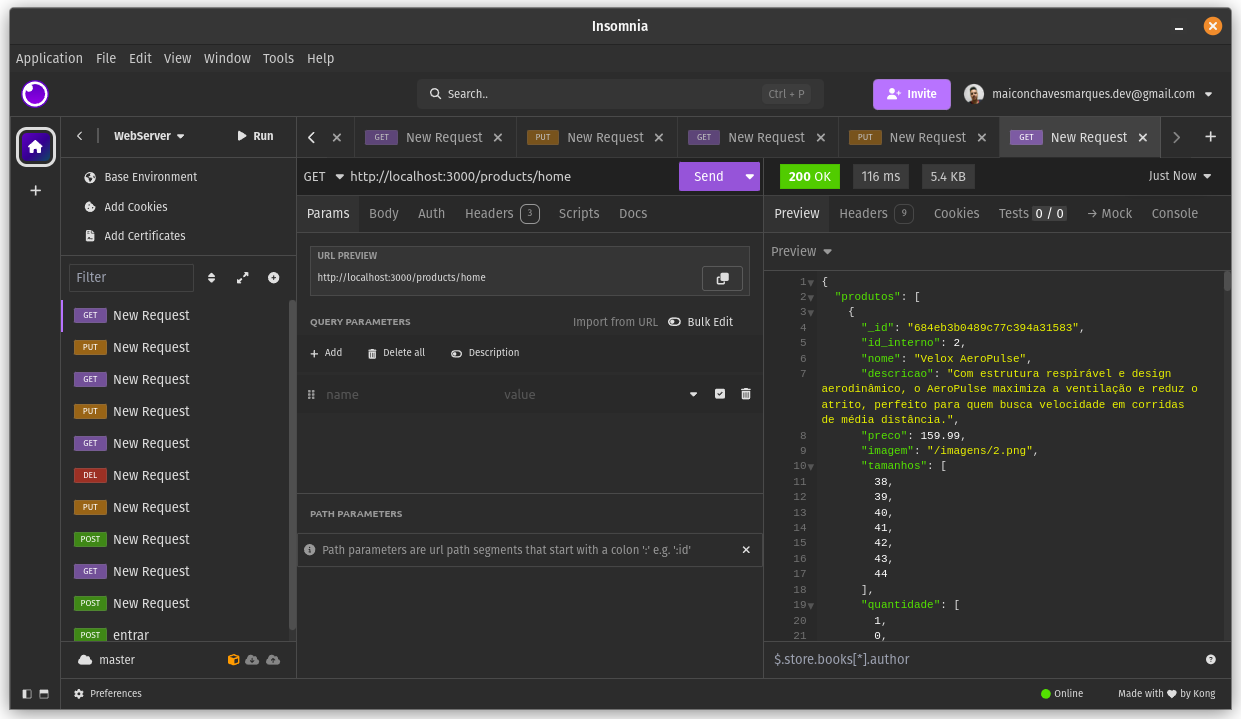 Insomnia
Application File Edit View Window Tools Help
Search.. Ctrl + P
Invite
maiconchavesmarques.dev@gmail.com
WebServer
Run
GET New Request
PUT New Request
GET New Request
PUT New Request
GET New Request
Base Environment
Add Cookies
Add Certificates
Filter
GET New Request
PUT New Request
GET New Request
PUT New Request
GET New Request
DEL New Request
PUT New Request
POST New Request
GET New Request
POST New Request
POST entrar
master
GET http://localhost:3000/products/home Send
Params Body Auth Headers 3 Scripts Docs
URL PREVIEW
http://localhost:3000/products/home
QUERY PARAMETERS Import from URL Bulk Edit
Add Delete all Description
name value
PATH PARAMETERS
Path parameters are url path segments that start with a colon ':' e.g. ':id'
200 OK 116 ms 5.4 KB Just Now
Preview Headers 9 Cookies Tests 0 / 0 → Mock Console
Preview
1 {
2 "produtos": [
3 {
4 "_id": "684eb3b0489c77c394a31583",
5 "id_interno": 2,
6 "nome": "Velox AeroPulse",
7 "descricao": "Com estrutura respirável e design
aerodinâmico, o AeroPulse maximiza a ventilação e reduz o
atrito, perfeito para quem busca velocidade em corridas
de média distância.",
8 "preco": 159.99,
9 "imagem": "/imagens/2.png",
10 "tamanhos": [
11 38,
12 39,
13 40,
14 41,
15 42,
16 43,
17 44
18 ],
19 "quantidade": [
20 1,
21 0,
$.store.books[*].author
Preferences
Online
Made with ♥ by Kong